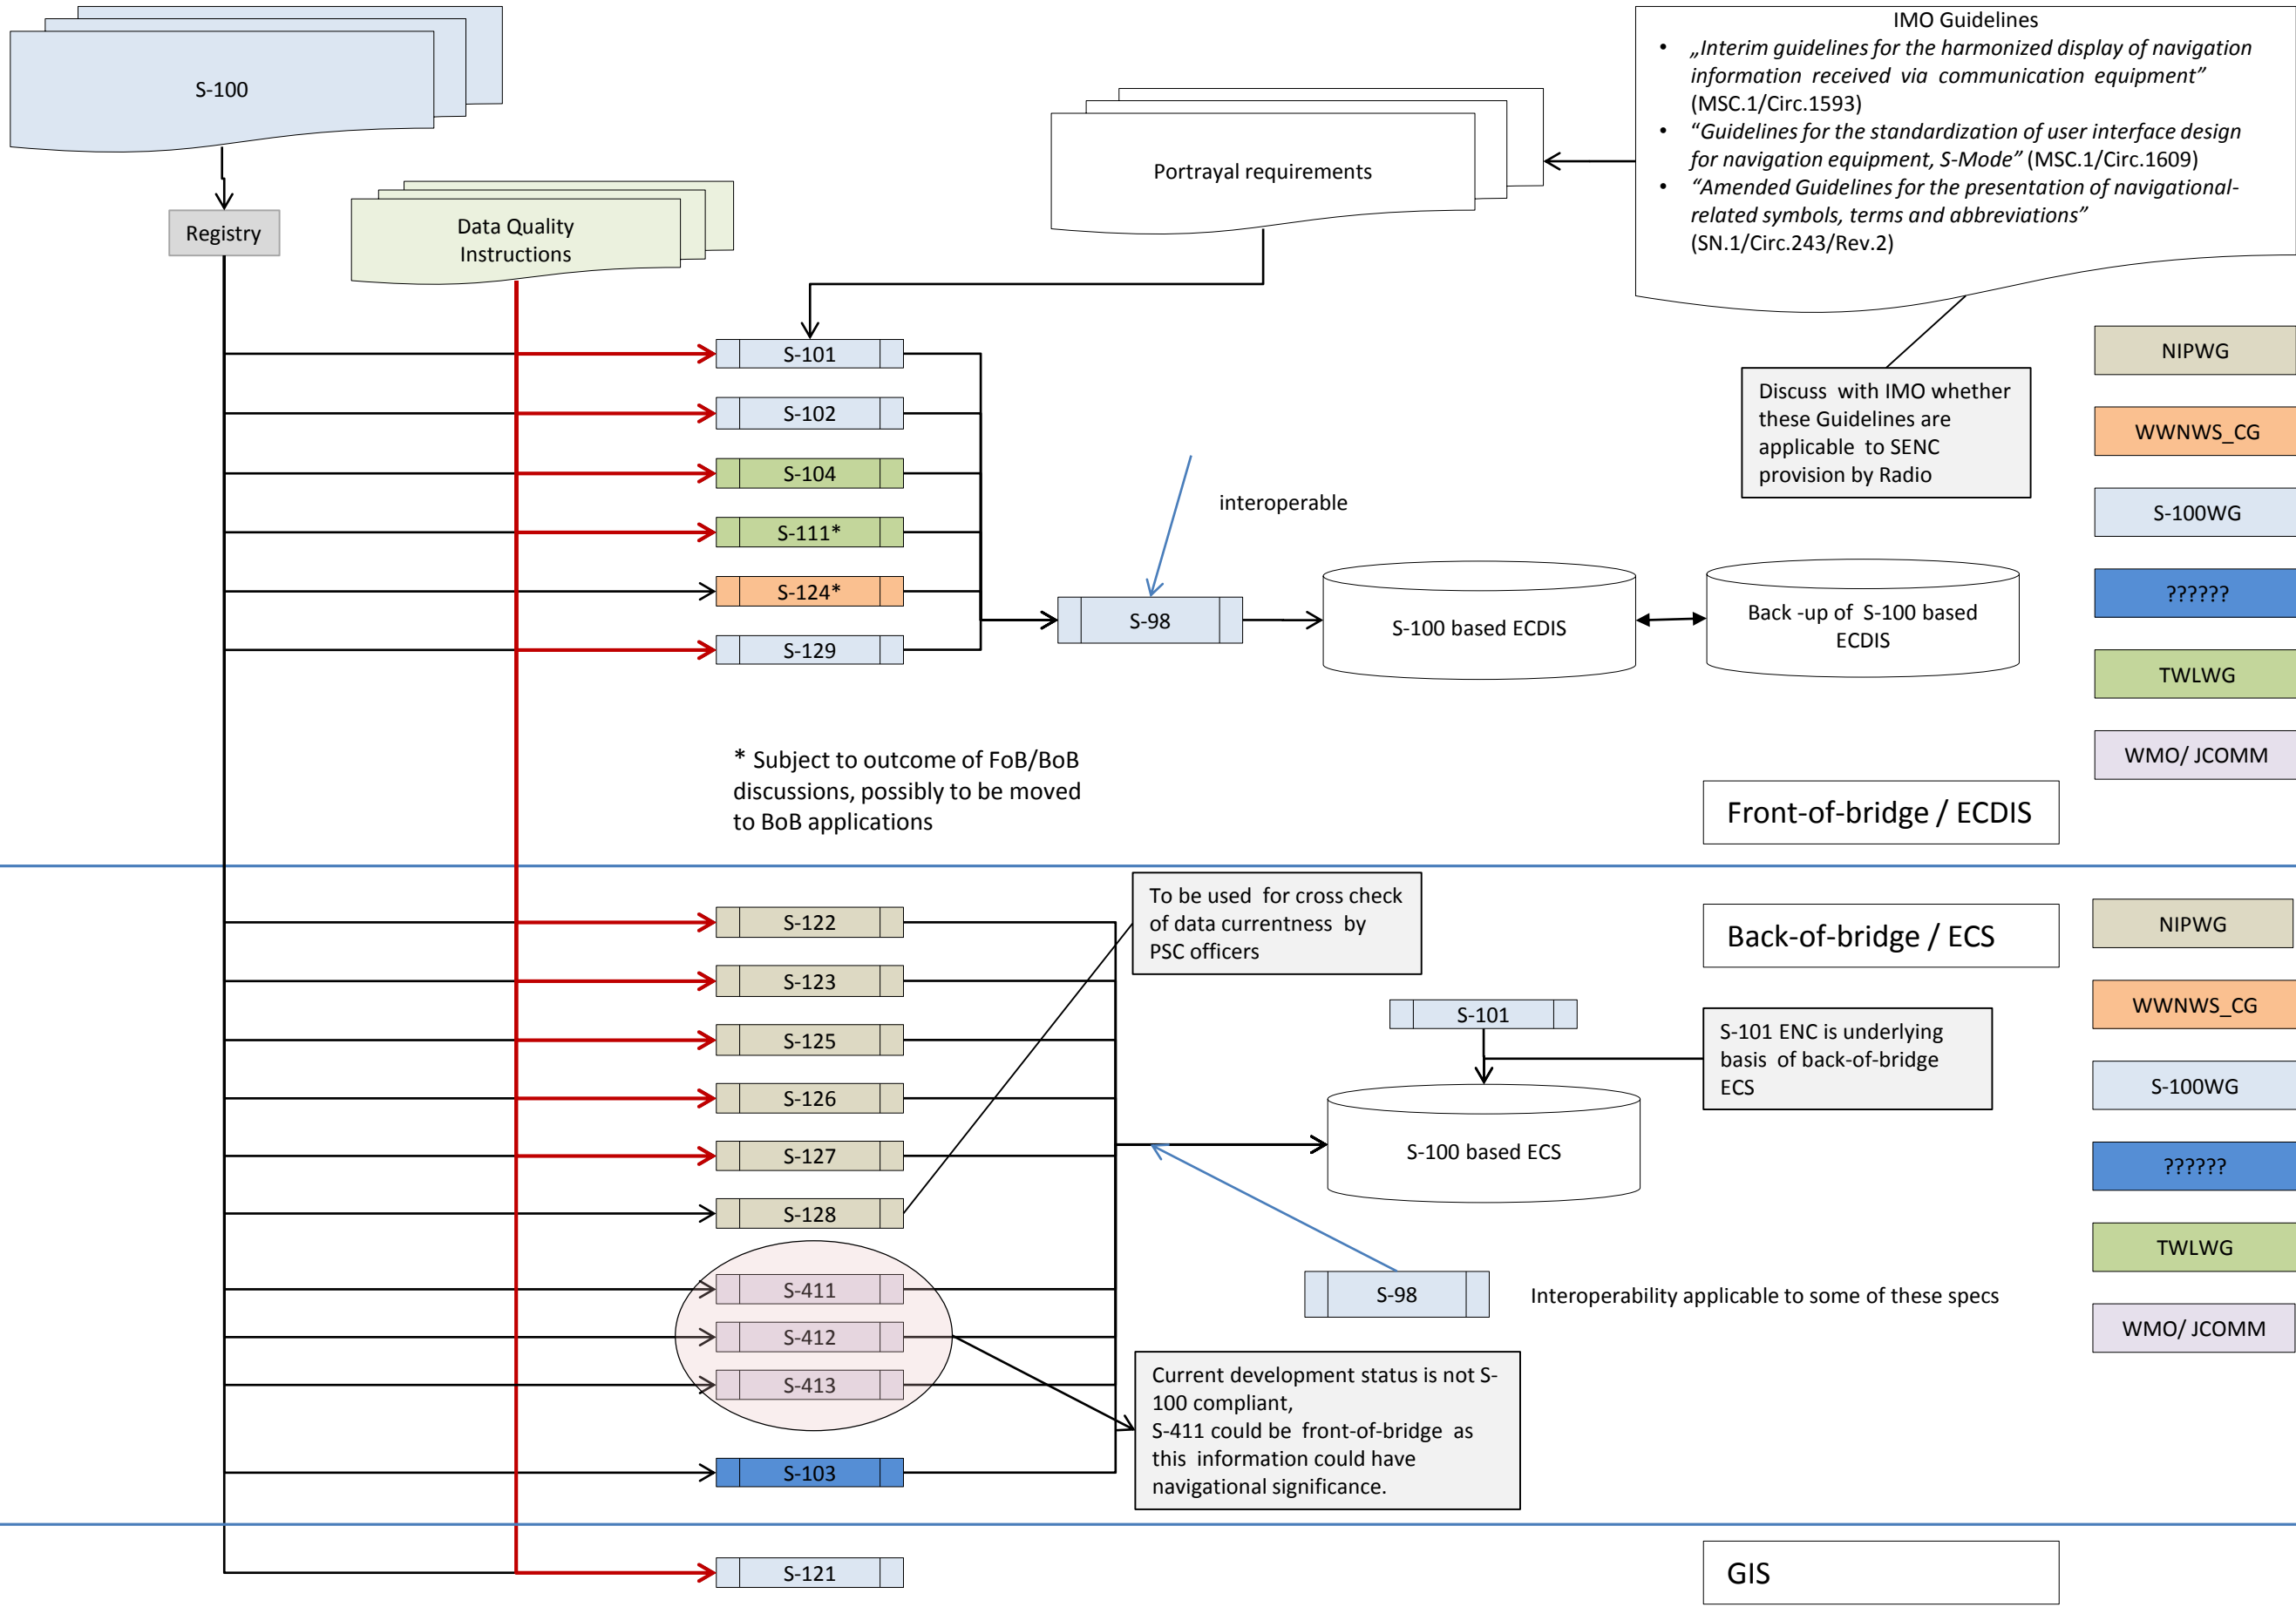 S-100
Registry
Data Quality
Instructions
Portrayal requirements
IMO Guidelines
• „Interim guidelines for the harmonized display of navigation
information received via communication equipment”
(MSC.1/Circ.1593)
• “Guidelines for the standardization of user interface design
for navigation equipment, S-Mode” (MSC.1/Circ.1609)
• “Amended Guidelines for the presentation of navigational-
related symbols, terms and abbreviations”
(SN.1/Circ.243/Rev.2)
Discuss with IMO whether
these Guidelines are
applicable to SENC
provision by Radio
S-101
S-102
S-104
S-111*
S-124*
S-129
interoperable
S-98
S-100 based ECDIS
Back -up of S-100 based
ECDIS
NIPWG
WWNWS_CG
S-100WG
??????
TWLWG
WMO/ JCOMM
* Subject to outcome of FoB/BoB
discussions, possibly to be moved
to BoB applications
Front-of-bridge / ECDIS
S-122
S-123
S-125
S-126
S-127
S-128
S-411
S-412
S-413
S-103
To be used for cross check
of data currentness by
PSC officers
Back-of-bridge / ECS
S-101
S-101 ENC is underlying
basis of back-of-bridge
ECS
S-100 based ECS
S-98
Interoperability applicable to some of these specs
Current development status is not S-
100 compliant,
S-411 could be front-of-bridge as
this information could have
navigational significance.
NIPWG
WWNWS_CG
S-100WG
??????
TWLWG
WMO/ JCOMM
S-121
GIS